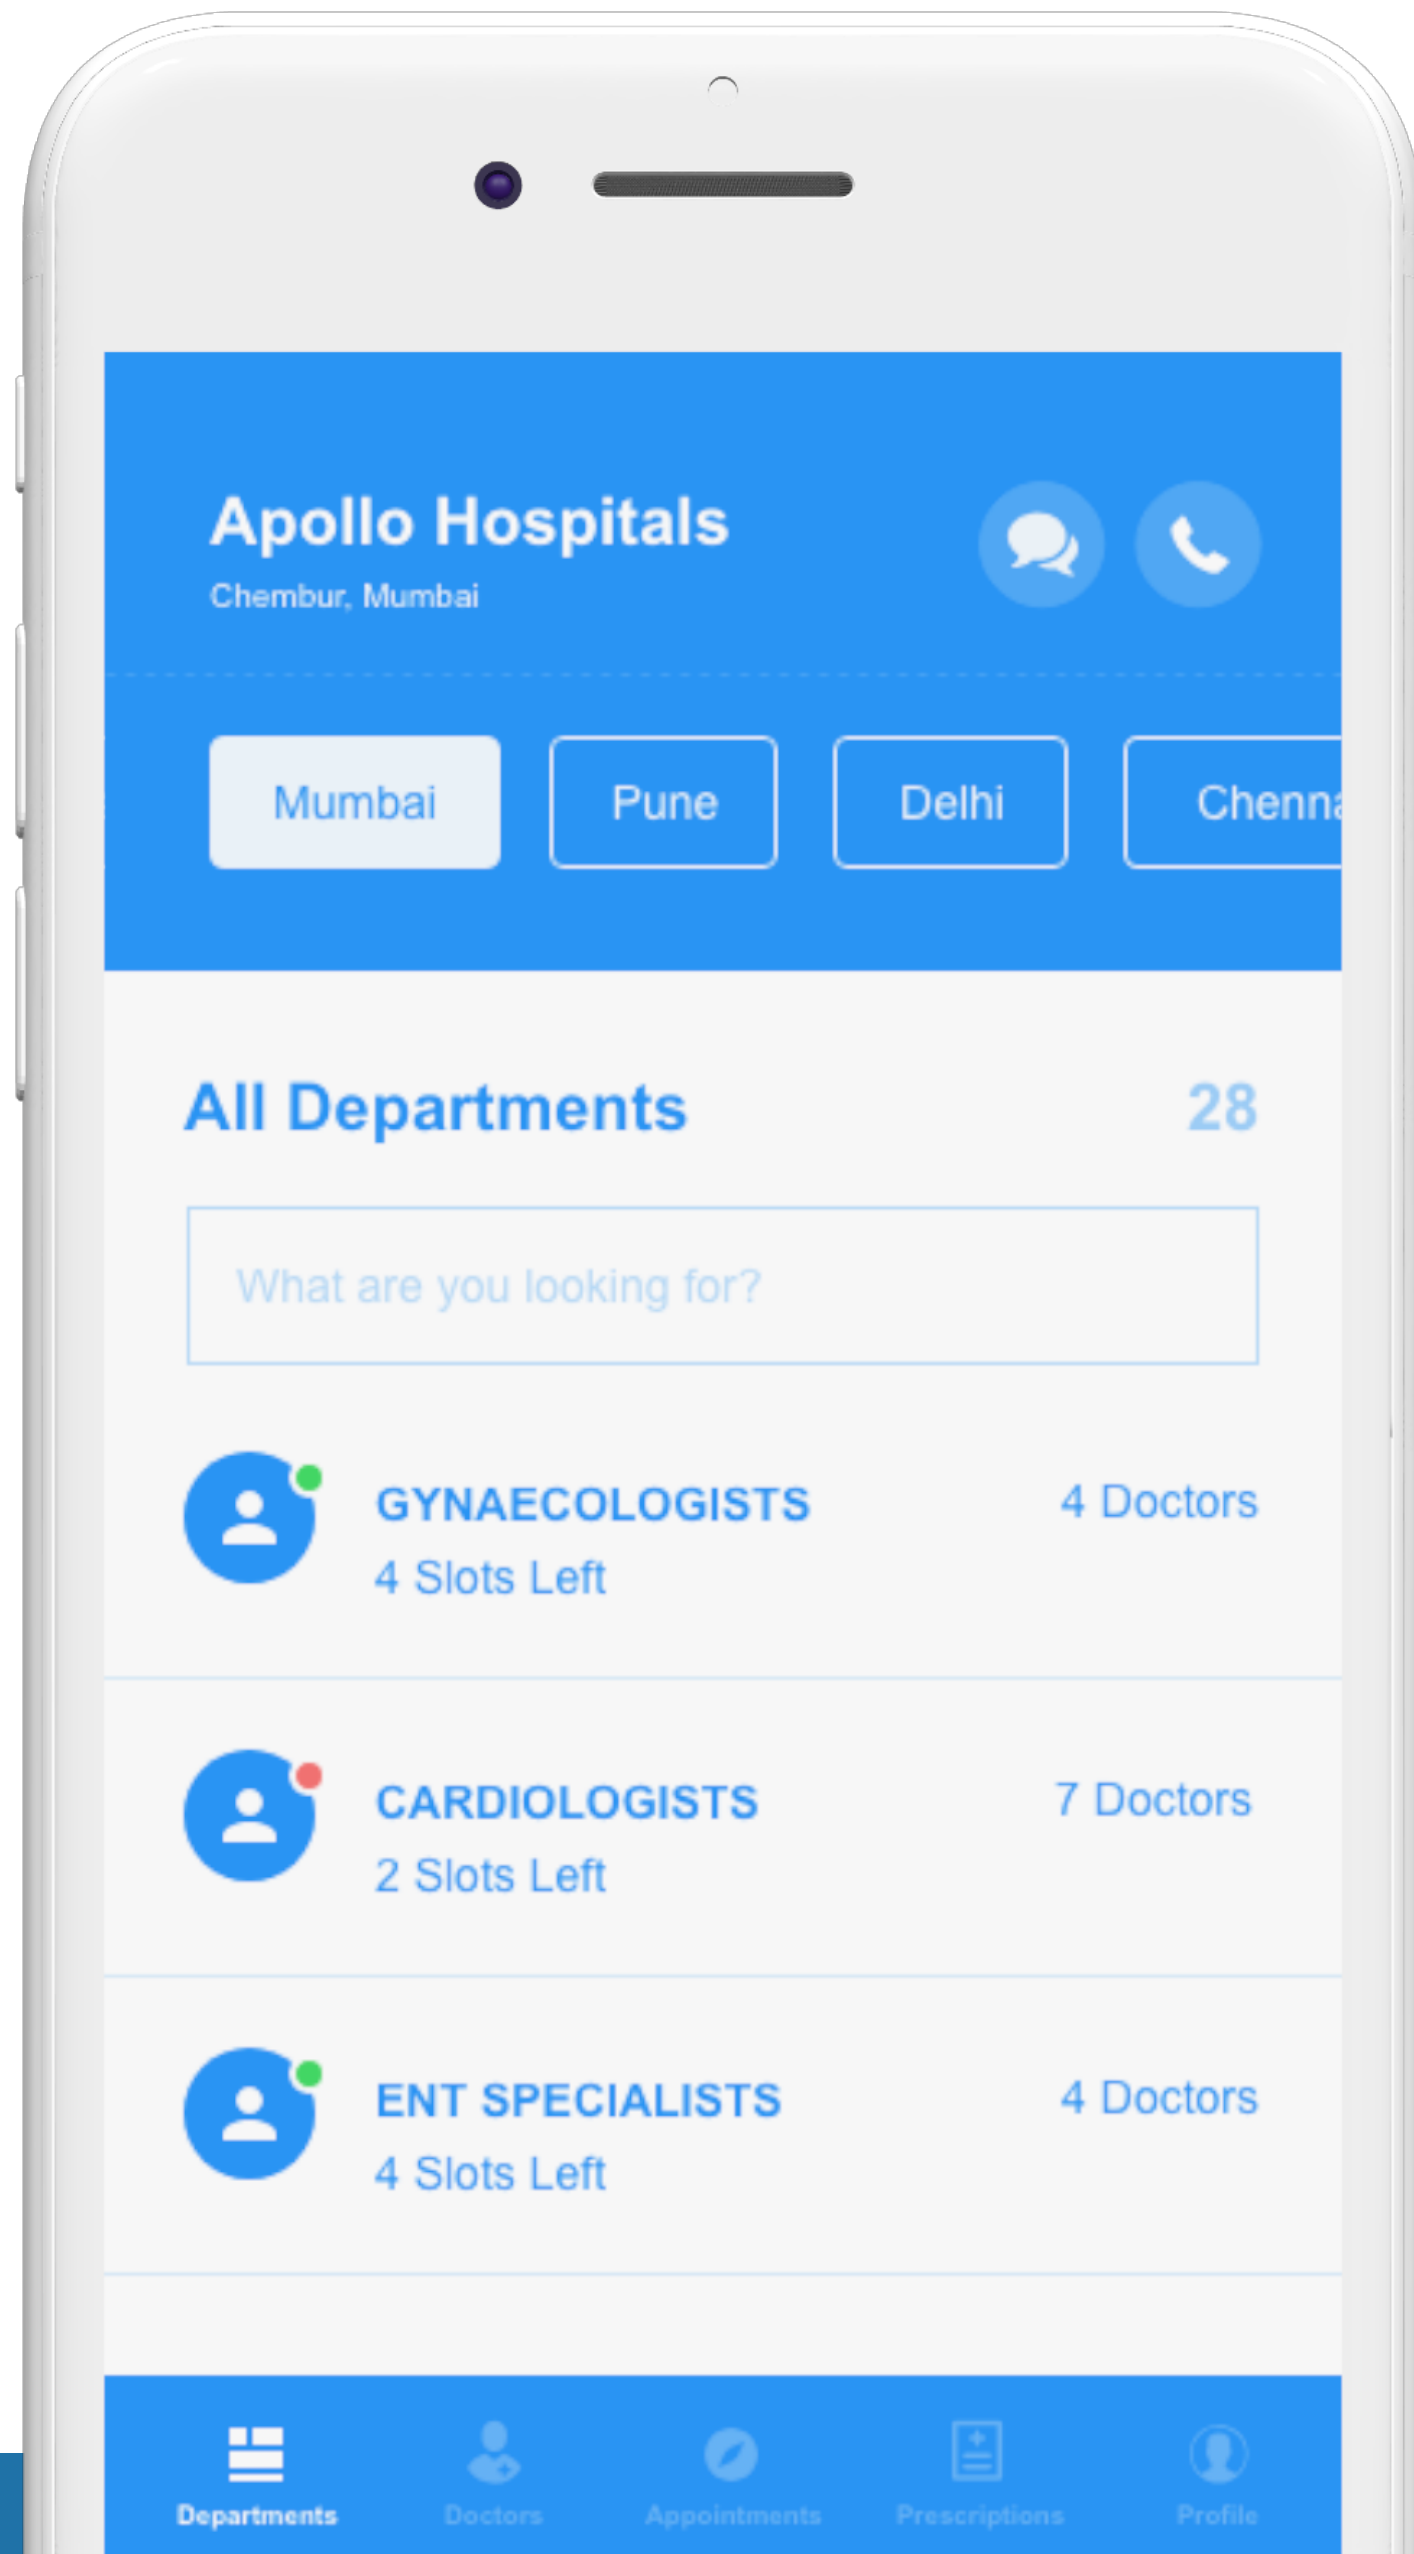 Apollo Hospitals
Chembur, Mumbai
Mumbai Pune Delhi Chenna
All Departments 28
What are you looking for?
GYNAECOLOGISTS 4 Doctors
4 Slots Left
CARDIOLOGISTS 7 Doctors
2 Slots Left
ENT SPECIALISTS 4 Doctors
4 Slots Left
Departments Doctors Appointments Prescriptions Profile